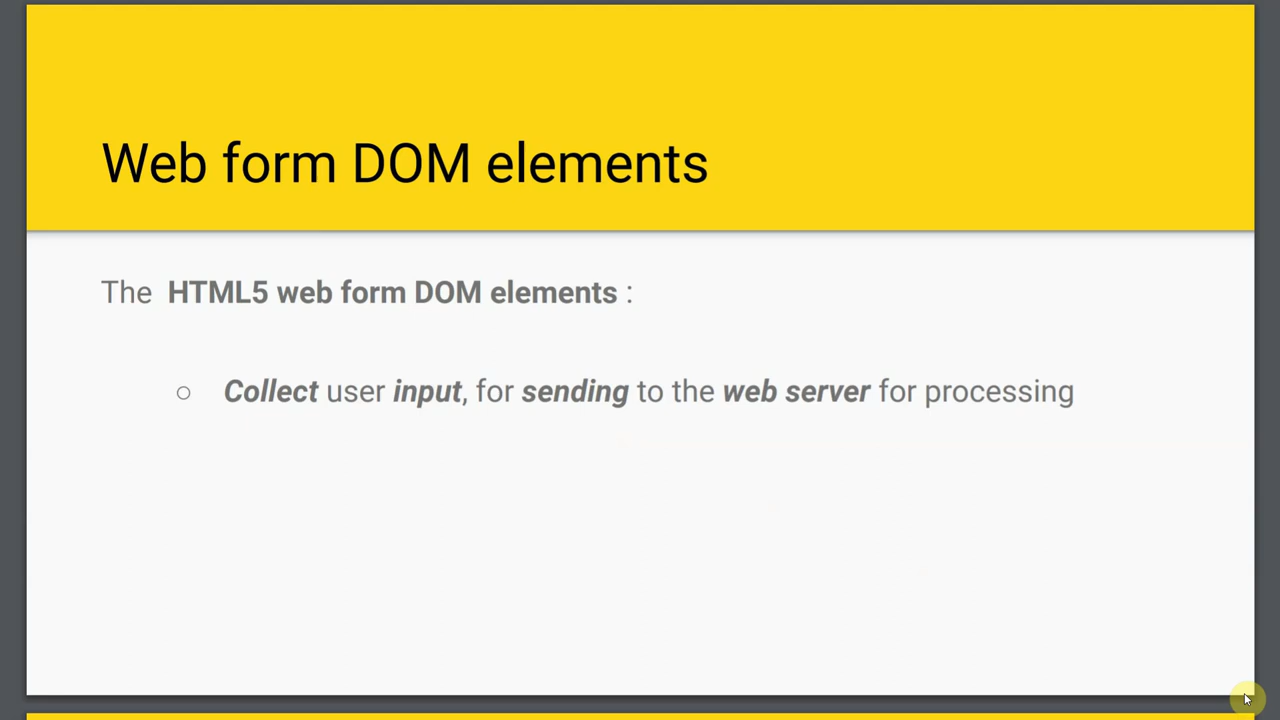 Web form DOM elements
The HTML5 web form DOM elements :
○ Collect user input, for sending to the web server for processing